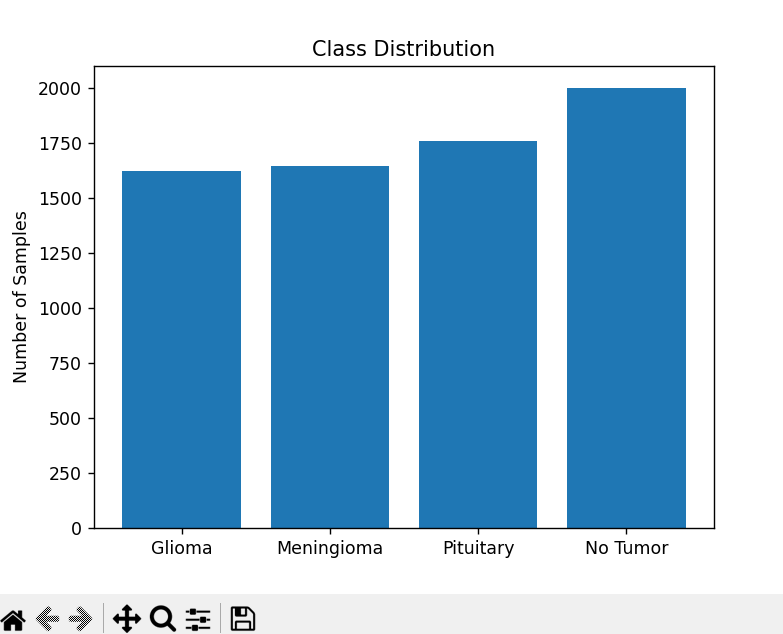 Class Distribution
Number of Samples
2000
1750
1500
1250
1000
750
500
250
0
Glioma
Meningioma
Pituitary
No Tumor